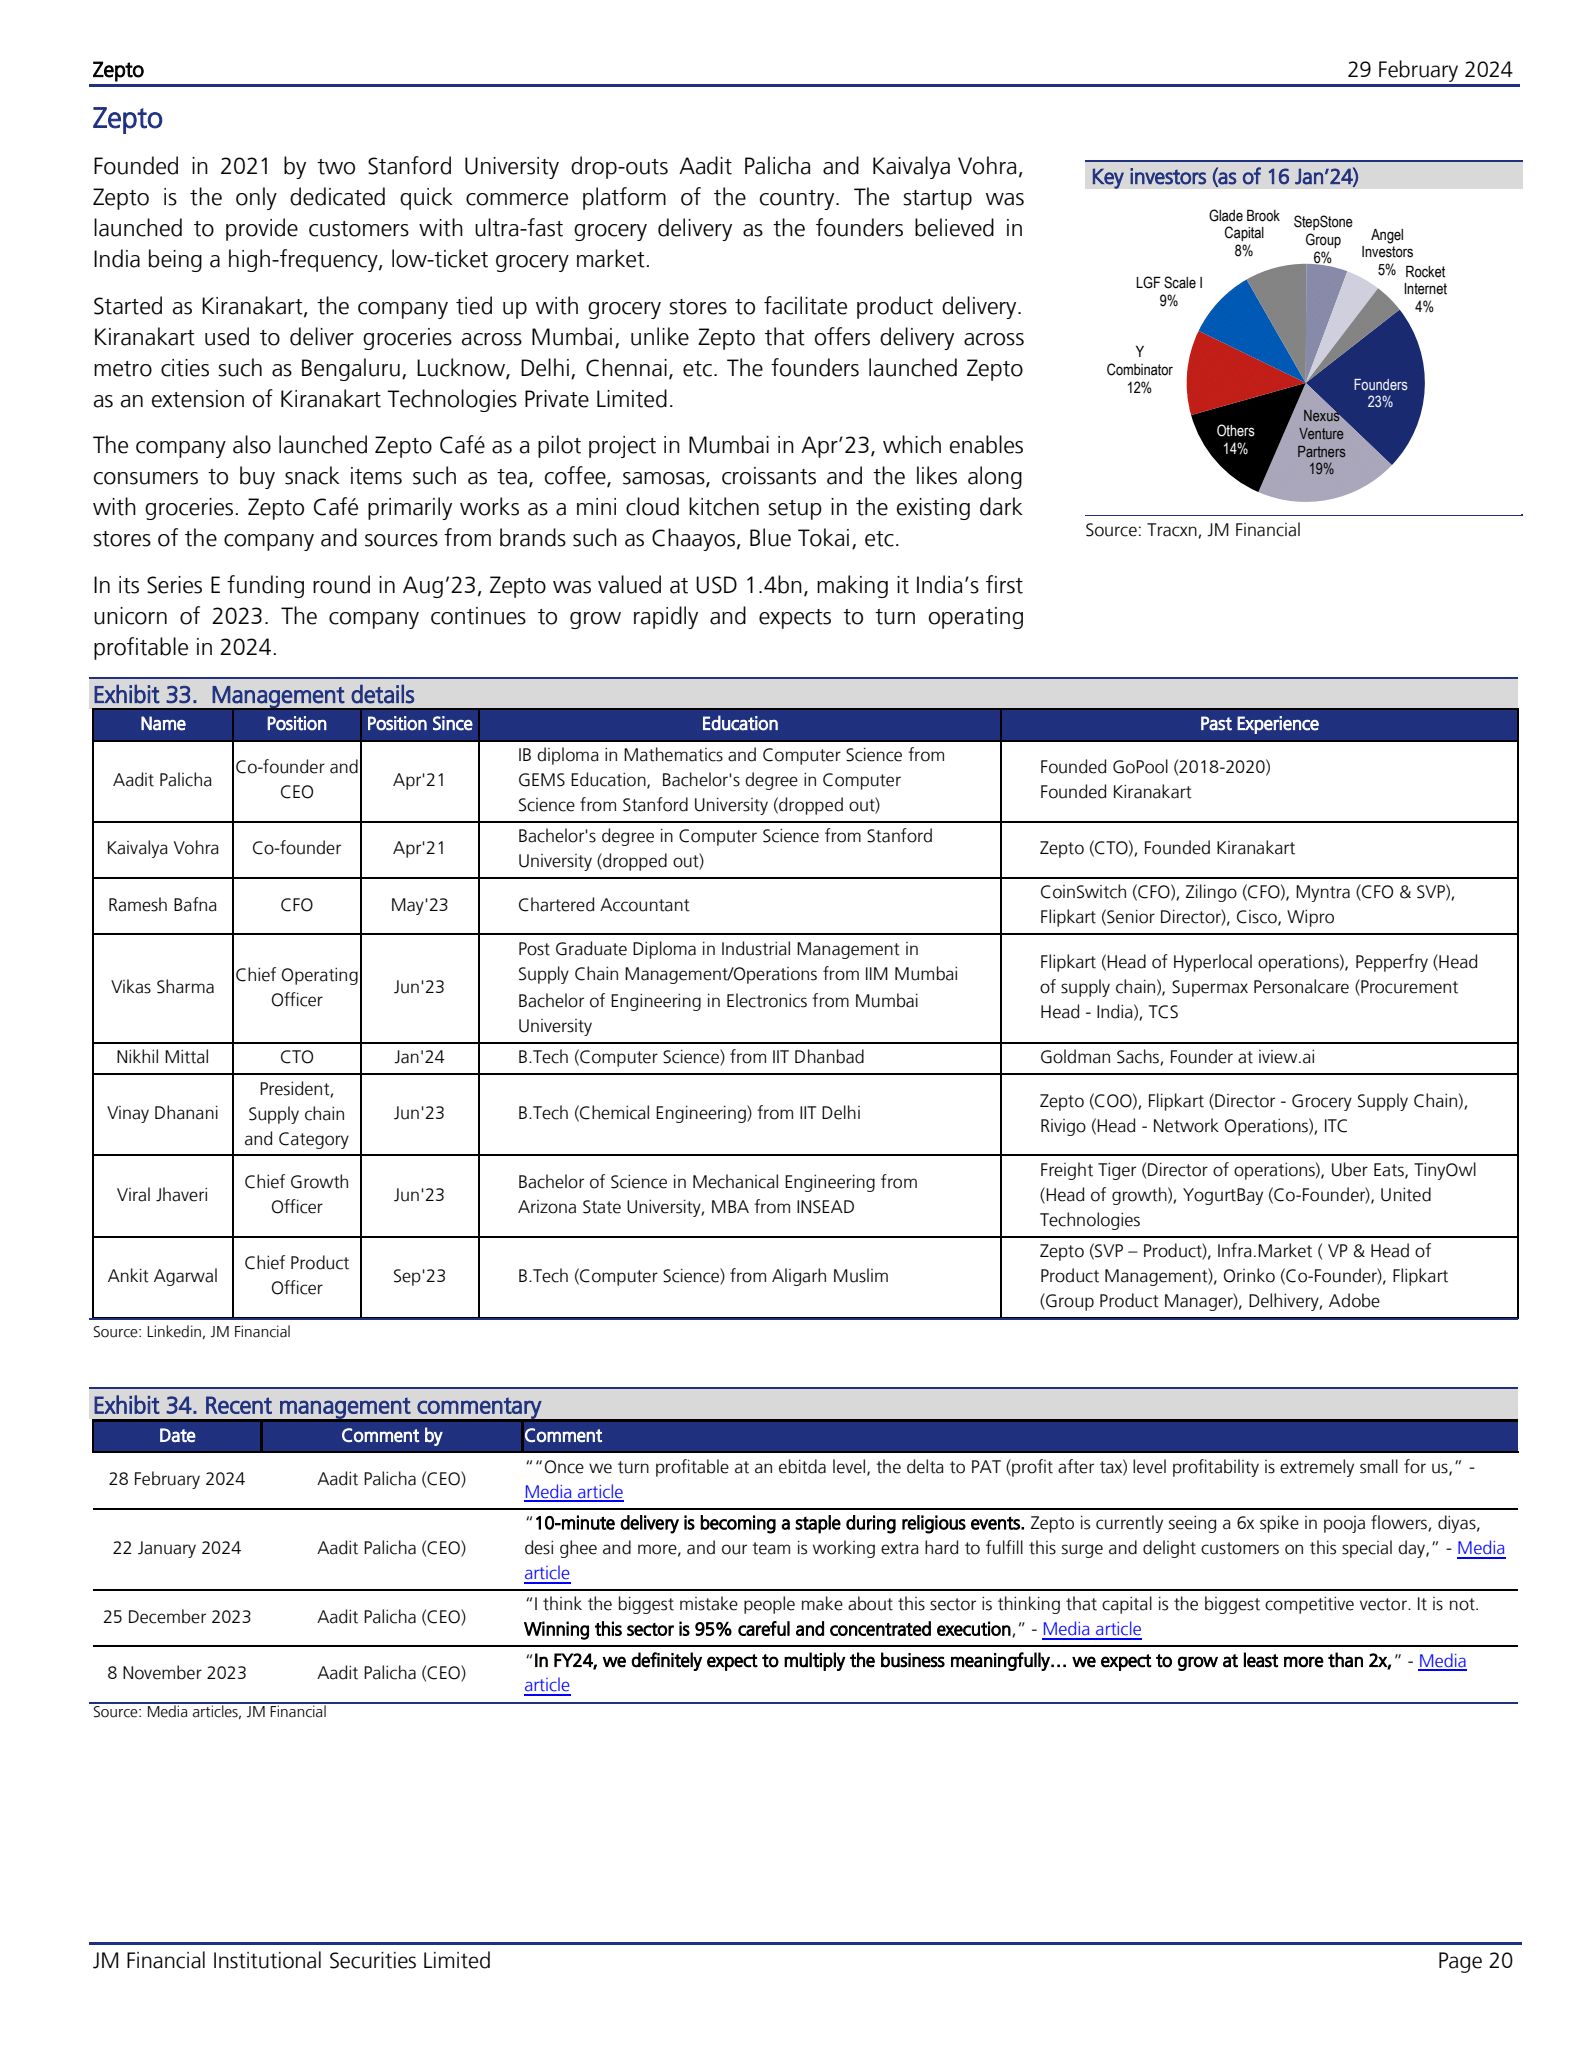 Zepto
29 February 2024
Zepto
Founded in 2021 by two Stanford University drop-outs Aadit Palicha and Kaivalya Vohra,
Zepto is the only dedicated quick commerce platform of the country. The startup was
launched to provide customers with ultra-fast grocery delivery as the founders believed in
India being a high-frequency, low-ticket grocery market.
Started as Kiranakart, the company tied up with grocery stores to facilitate product delivery.
Kiranakart used to deliver groceries across Mumbai, unlike Zepto that offers delivery across
metro cities such as Bengaluru, Lucknow, Delhi, Chennai, etc. The founders launched Zepto
as an extension of Kiranakart Technologies Private Limited.
The company also launched Zepto Café as a pilot project in Mumbai in Apr’23, which enables
consumers to buy snack items such as tea, coffee, samosas, croissants and the likes along
with groceries. Zepto Café primarily works as a mini cloud kitchen setup in the existing dark
stores of the company and sources from brands such as Chaayos, Blue Tokai, etc.
In its Series E funding round in Aug’23, Zepto was valued at USD 1.4bn, making it India’s first
unicorn of 2023. The company continues to grow rapidly and expects to turn operating
profitable in 2024.
Key investors (as of 16 Jan’24)
Glade Brook
Capital
8%
StepStone
Group
6%
Angel
Investors
5%
Rocket
Internet
4%
LGF Scale I
9%
Y
Combinator
12%
Founders
23%
Others
14%
Nexus
Venture
Partners
19%
Source: Tracxn, JM Financial
Exhibit 33. Management details
Name Position Position Since Education Past Experience
Aadit Palicha
Co-founder and
CEO
Apr'21
IB diploma in Mathematics and Computer Science from
GEMS Education, Bachelor's degree in Computer
Science from Stanford University (dropped out)
Founded GoPool (2018-2020)
Founded Kiranakart
Kaivalya Vohra
Co-founder
Apr'21
Bachelor's degree in Computer Science from Stanford
University (dropped out)
Zepto (CTO), Founded Kiranakart
Ramesh Bafna
CFO
May'23
Chartered Accountant
CoinSwitch (CFO), Zilingo (CFO), Myntra (CFO & SVP),
Flipkart (Senior Director), Cisco, Wipro
Vikas Sharma
Chief Operating
Officer
Jun'23
Post Graduate Diploma in Industrial Management in
Supply Chain Management/Operations from IIM Mumbai
Bachelor of Engineering in Electronics from Mumbai
University
Flipkart (Head of Hyperlocal operations), Pepperfry (Head
of supply chain), Supermax Personalcare (Procurement
Head - India), TCS
Nikhil Mittal
CTO
Jan'24
B.Tech (Computer Science) from IIT Dhanbad
Goldman Sachs, Founder at iview.ai
Vinay Dhanani
President,
Supply chain
and Category
Jun'23
B.Tech (Chemical Engineering) from IIT Delhi
Zepto (COO), Flipkart (Director - Grocery Supply Chain),
Rivigo (Head - Network Operations), ITC
Viral Jhaveri
Chief Growth
Officer
Jun'23
Bachelor of Science in Mechanical Engineering from
Arizona State University, MBA from INSEAD
Freight Tiger (Director of operations), Uber Eats, TinyOwl
(Head of growth), YogurtBay (Co-Founder), United
Technologies
Ankit Agarwal
Chief Product
Officer
Sep'23
B.Tech (Computer Science) from Aligarh Muslim
Zepto (SVP – Product), Infra.Market ( VP & Head of
Product Management), Orinko (Co-Founder), Flipkart
(Group Product Manager), Delhivery, Adobe
Source: Linkedin, JM Financial
Exhibit 34. Recent management commentary
Date Comment by Comment
28 February 2024
Aadit Palicha (CEO)
““Once we turn profitable at an ebitda level, the delta to PAT (profit after tax) level profitability is extremely small for us,” -
Media article
22 January 2024
Aadit Palicha (CEO)
“10-minute delivery is becoming a staple during religious events. Zepto is currently seeing a 6x spike in pooja flowers, diyas,
desi ghee and more, and our team is working extra hard to fulfill this surge and delight customers on this special day,” - Media
article
25 December 2023
Aadit Palicha (CEO)
“I think the biggest mistake people make about this sector is thinking that capital is the biggest competitive vector. It is not.
Winning this sector is 95% careful and concentrated execution,” - Media article
8 November 2023
Aadit Palicha (CEO)
“In FY24, we definitely expect to multiply the business meaningfully… we expect to grow at least more than 2x,” - Media
article
Source: Media articles, JM Financial
JM Financial Institutional Securities Limited
Page 20